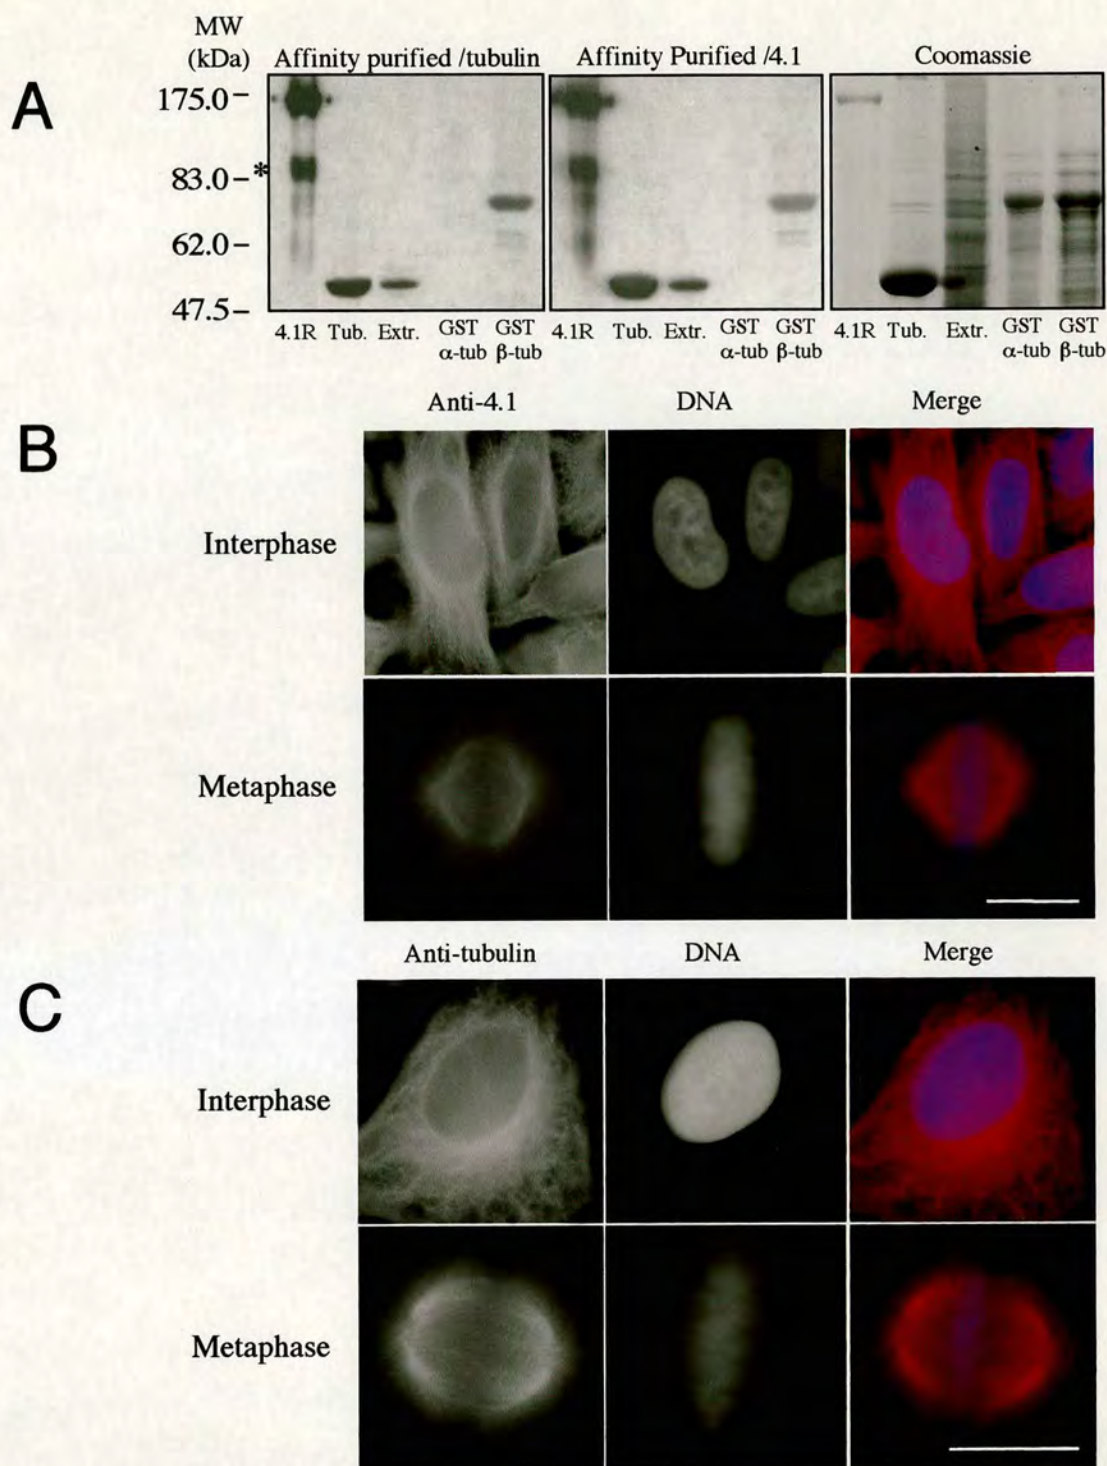 MW
(kDa)
Affinity purified /tubulin
Affinity Purified /4.1
Coomassie
A
175.0
83.0
*
62.0
47.5
4.1R Tub. Extr. GST α-tub GST β-tub
4.1R Tub. Extr. GST α-tub GST β-tub
4.1R Tub. Extr. GST α-tub GST β-tub
B
Anti-4.1 DNA Merge
Interphase
Metaphase
C
Anti-tubulin DNA Merge
Interphase
Metaphase